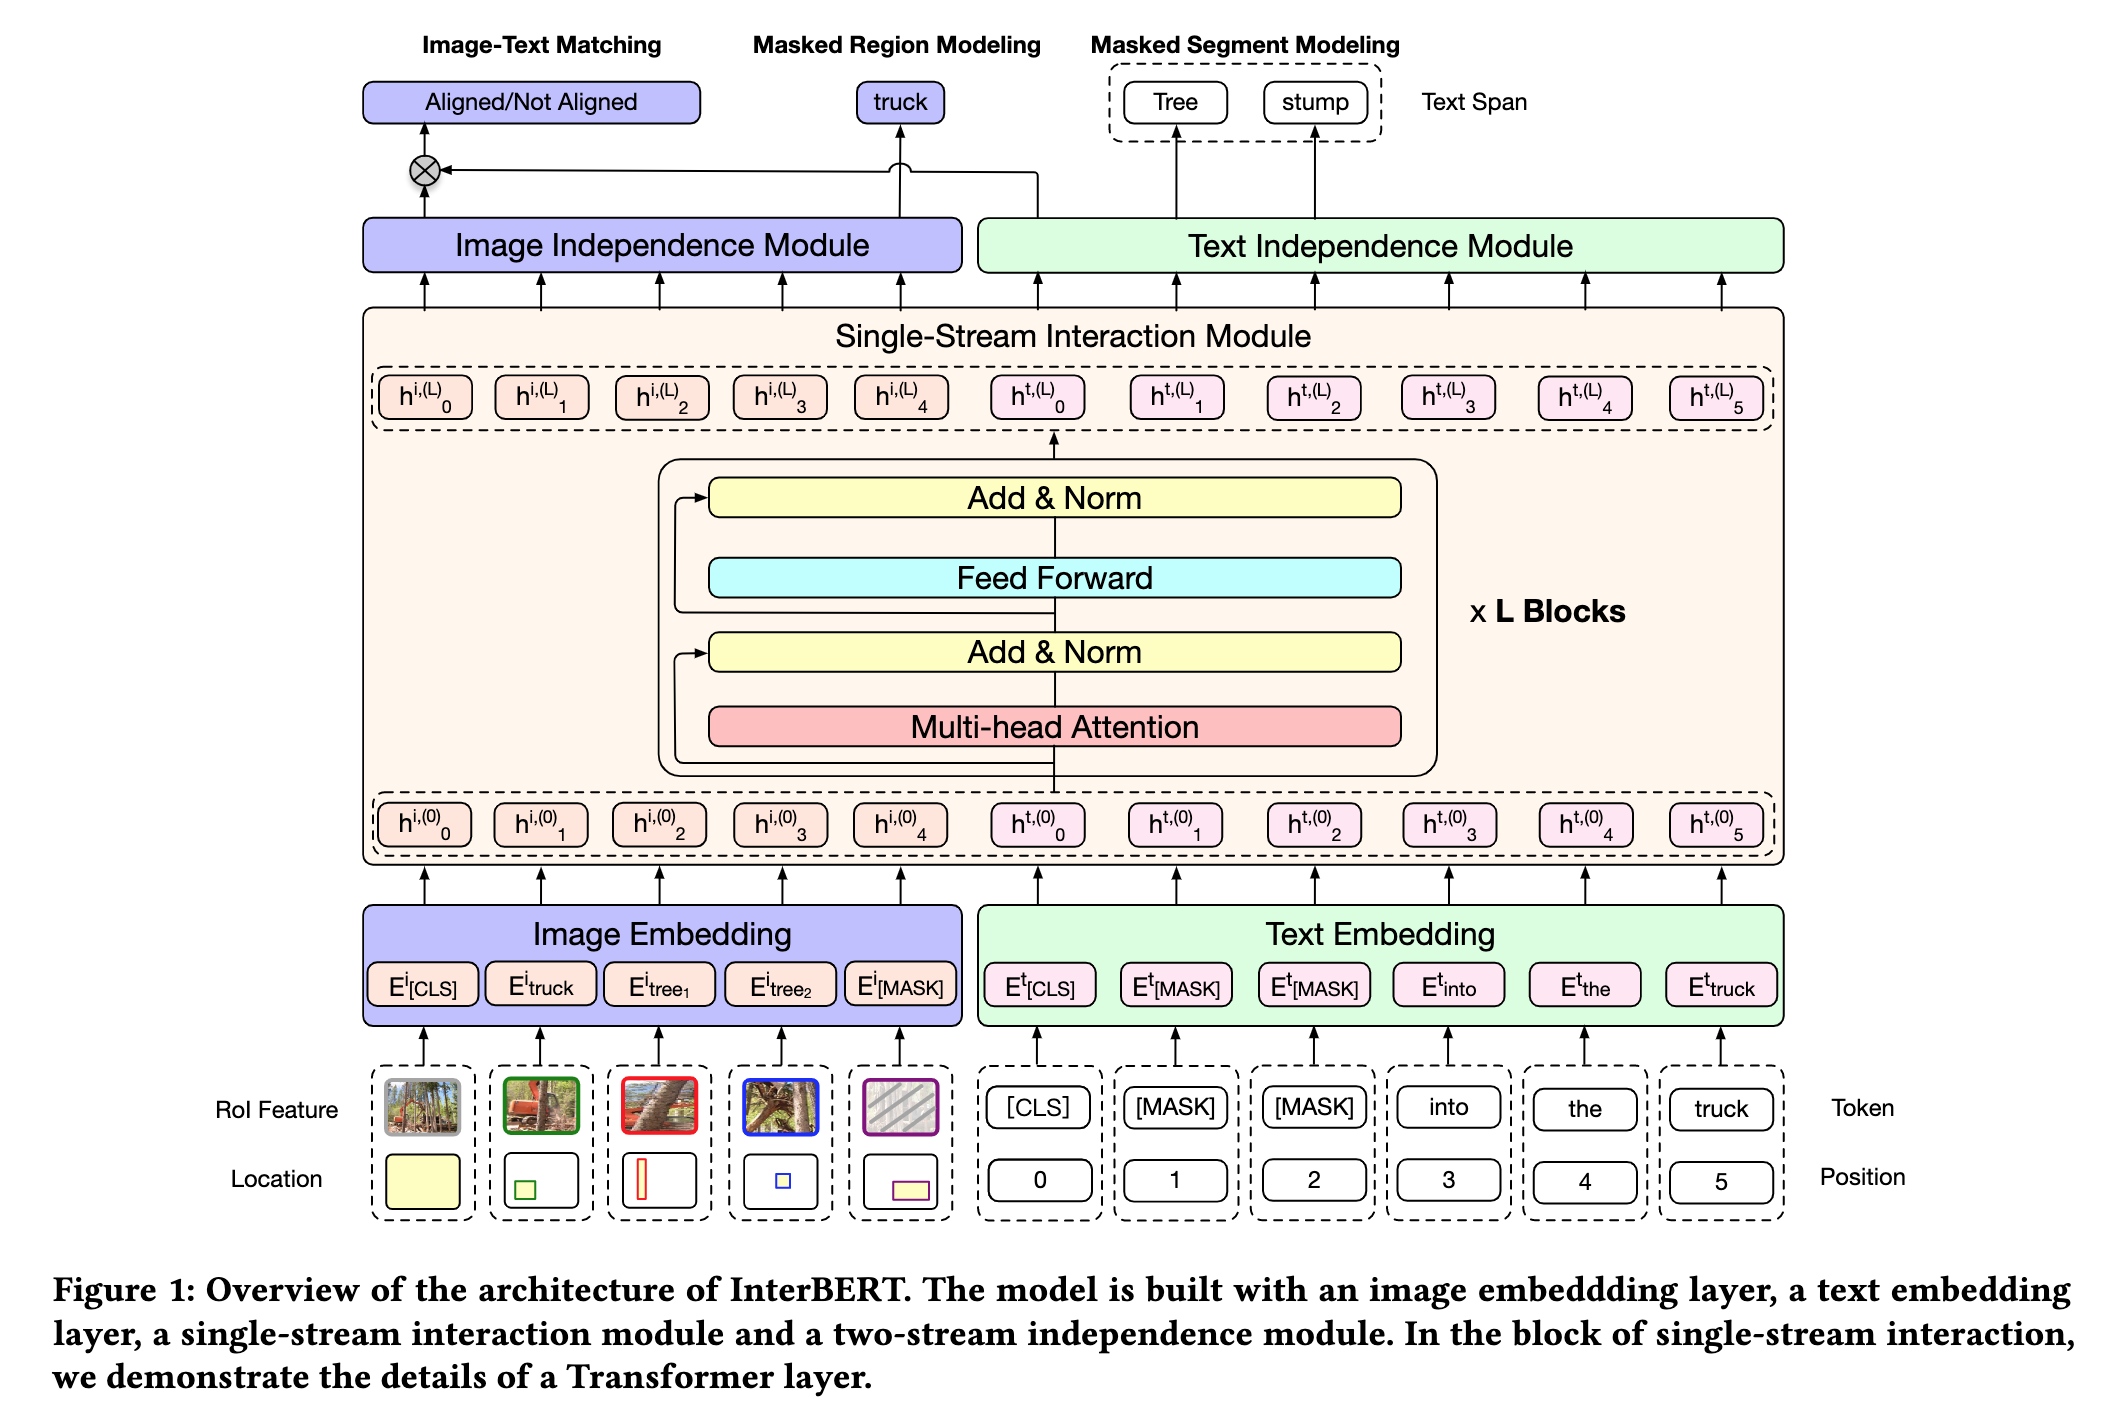 Image-Text Matching Masked Region Modeling Masked Segment Modeling
Aligned/Not Aligned truck Tree stump Text Span
Image Independence Module Text Independence Module
Single-Stream Interaction Module
h^{i,(L)}_0 h^{i,(L)}_1 h^{i,(L)}_2 h^{i,(L)}_3 h^{i,(L)}_4 h^{t,(L)}_0 h^{t,(L)}_1 h^{t,(L)}_2 h^{t,(L)}_3 h^{t,(L)}_4 h^{t,(L)}_5
Add & Norm
Feed Forward
x L Blocks
Add & Norm
Multi-head Attention
h^{i,(0)}_0 h^{i,(0)}_1 h^{i,(0)}_2 h^{i,(0)}_3 h^{i,(0)}_4 h^{t,(0)}_0 h^{t,(0)}_1 h^{t,(0)}_2 h^{t,(0)}_3 h^{t,(0)}_4 h^{t,(0)}_5
Image Embedding Text Embedding
E^i_{[CLS]} E^i_{truck} E^i_{tree_1} E^i_{tree_2} E^i_{[MASK]} E^t_{[CLS]} E^t_{[MASK]} E^t_{[MASK]} E^t_{into} E^t_{the} E^t_{truck}
RoI Feature [CLS] [MASK] [MASK] into the truck Token
Location 0 1 2 3 4 5 Position
Figure 1: Overview of the architecture of InterBERT. The model is built with an image embeddding layer, a text embedding
layer, a single-stream interaction module and a two-stream independence module. In the block of single-stream interaction,
we demonstrate the details of a Transformer layer.